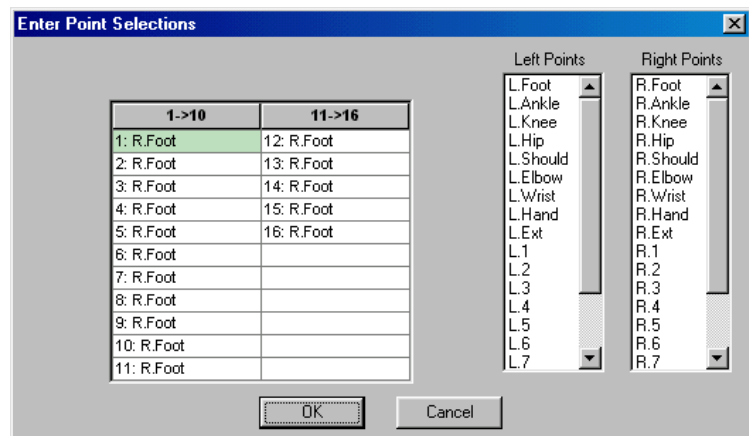 Enter Point Selections
Left Points
Right Points
1->10
11->16
1: R.Foot
12: R.Foot
2: R.Foot
13: R.Foot
3: R.Foot
14: R.Foot
4: R.Foot
15: R.Foot
5: R.Foot
16: R.Foot
6: R.Foot
7: R.Foot
8: R.Foot
9: R.Foot
10: R.Foot
11: R.Foot
L.Foot
L.Ankle
L.Knee
L.Hip
L.Should
L.Elbow
L.Wrist
L.Hand
L.Ext
L.1
L.2
L.3
L.4
L.5
L.6
L.7
R.Foot
R.Ankle
R.Knee
R.Hip
R.Should
R.Elbow
R.Wrist
R.Hand
R.Ext
R.1
R.2
R.3
R.4
R.5
R.6
R.7
OK
Cancel